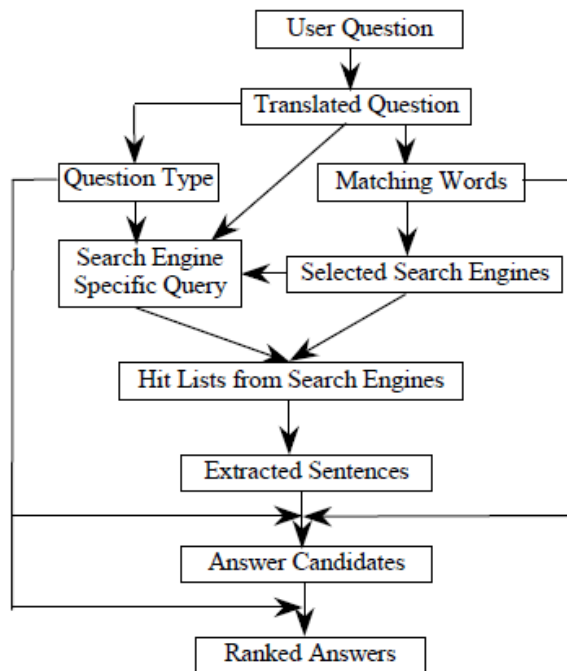 User Question
Translated Question
Question Type
Matching Words
Search Engine
Specific Query
Selected Search Engines
Hit Lists from Search Engines
Extracted Sentences
Answer Candidates
Ranked Answers